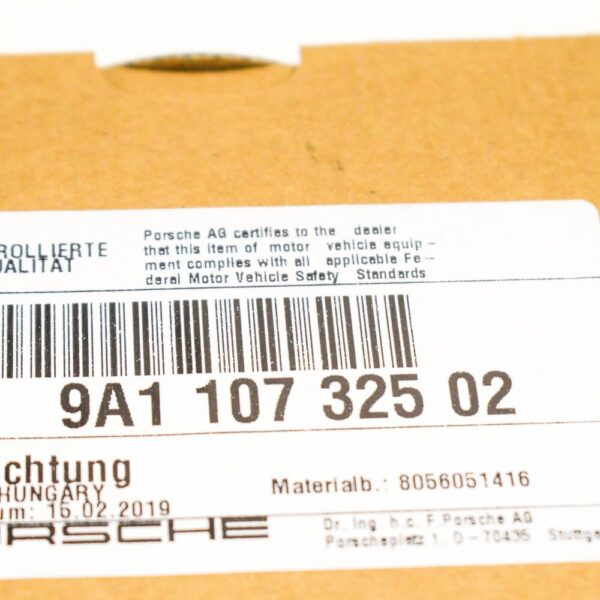 ROLLIERTE
UALITÄT
Porsche AG certifies to the dealer
that this item of motor vehicle equip -
ment complies with all applicable Fe -
deral Motor Vehicle Safety Standards
9A1 107 325 02
chtung
HUNGARY
um: 15.02.2019
Materialb.: 8056051416
ORSCHE
Dr. Ing. h.c. F.Porsche AG
Porscheplatz 1, D - 70435 Stuttg